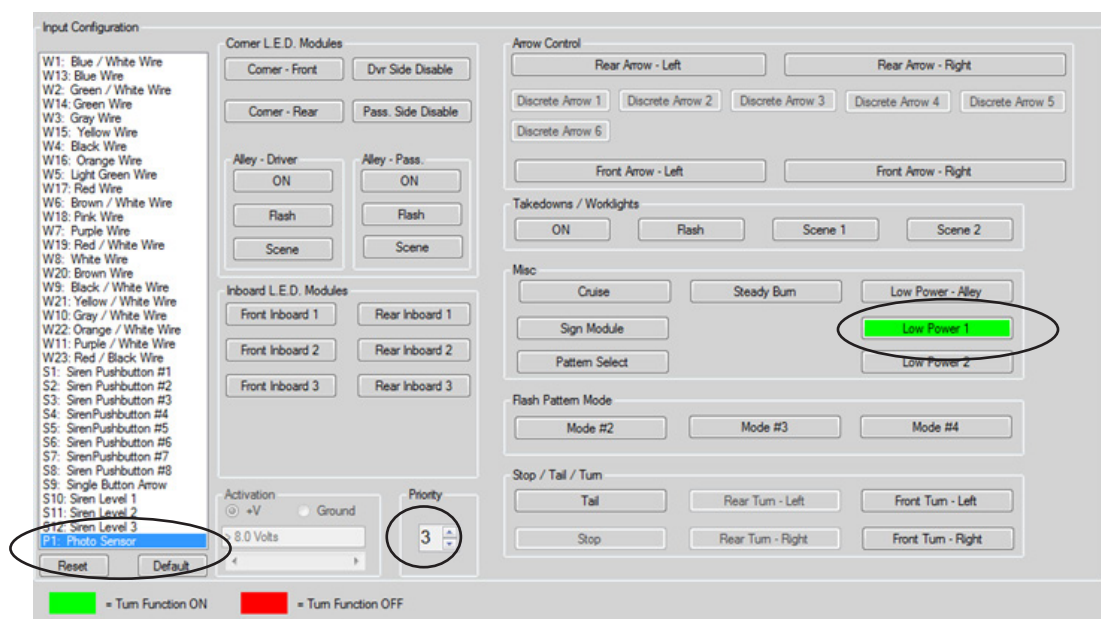 Input Configuration
W1: Blue / White Wire
W13: Blue Wire
W2: Green / White Wire
W14: Green Wire
W3: Gray Wire
W15: Yellow Wire
W4: Black Wire
W16: Orange Wire
W5: Light Green Wire
W17: Red Wire
W6: Brown / White Wire
W18: Pink Wire
W7: Purple Wire
W19: Red / White Wire
W8: White Wire
W20: Brown Wire
W9: Black / White Wire
W21: Yellow / White Wire
W10: Gray / White Wire
W22: Orange / White Wire
W11: Purple / White Wire
W23: Red / Black Wire
S1: Siren Pushbutton #1
S2: Siren Pushbutton #2
S3: Siren Pushbutton #3
S4: SirenPushbutton #4
S5: SirenPushbutton #5
S6: Siren Pushbutton #6
S7: SirenPushbutton #7
S8: Siren Pushbutton #8
S9: Single Button Arrow
S10: Siren Level 1
S11: Siren Level 2
S12: Siren Level 3
P1: Photo Sensor
Reset Default
Corner L.E.D. Modules
Corner - Front Dvr Side Disable
Corner - Rear Pass. Side Disable
Alley - Driver Alley - Pass.
ON ON
Flash Flash
Scene Scene
Inboard L.E.D. Modules
Front Inboard 1 Rear Inboard 1
Front Inboard 2 Rear Inboard 2
Front Inboard 3 Rear Inboard 3
Activation
+V Ground
> 8.0 Volts
Priority
3
Arrow Control
Rear Arrow - Left Rear Arrow - Right
Discrete Arrow 1 Discrete Arrow 2 Discrete Arrow 3 Discrete Arrow 4 Discrete Arrow 5
Discrete Arrow 6
Front Arrow - Left Front Arrow - Right
Takedowns / Worklights
ON Flash Scene 1 Scene 2
Misc
Cruise Steady Burn Low Power - Alley
Sign Module Low Power 1
Pattern Select Low Power 2
Flash Pattern Mode
Mode #2 Mode #3 Mode #4
Stop / Tail / Turn
Tail Rear Turn - Left Front Turn - Left
Stop Rear Turn - Right Front Turn - Right
= Turn Function ON = Turn Function OFF